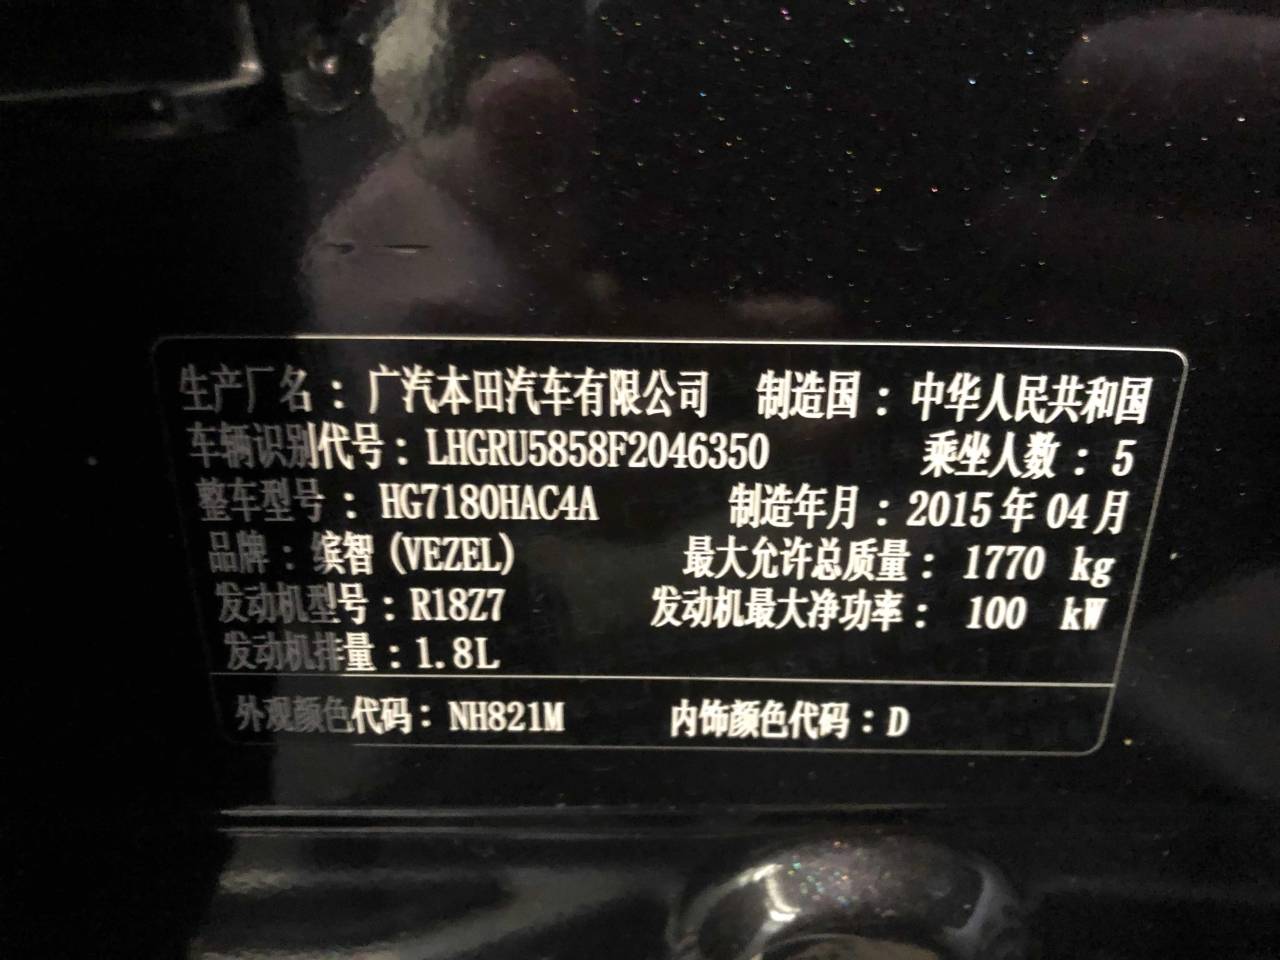 生产厂名：广汽本田汽车有限公司 制造国：中华人民共和国
车辆识别代号：LHGRU5858F2046350 乘坐人数：5
整车型号：HG7180HAC4A 制造年月：2015年04月
品牌：缤智(VEZEL) 最大允许总质量：1770 kg
发动机型号：R18Z7 发动机最大净功率：100 kW
发动机排量：1.8L
外观颜色代码：NH821M 内饰颜色代码：D